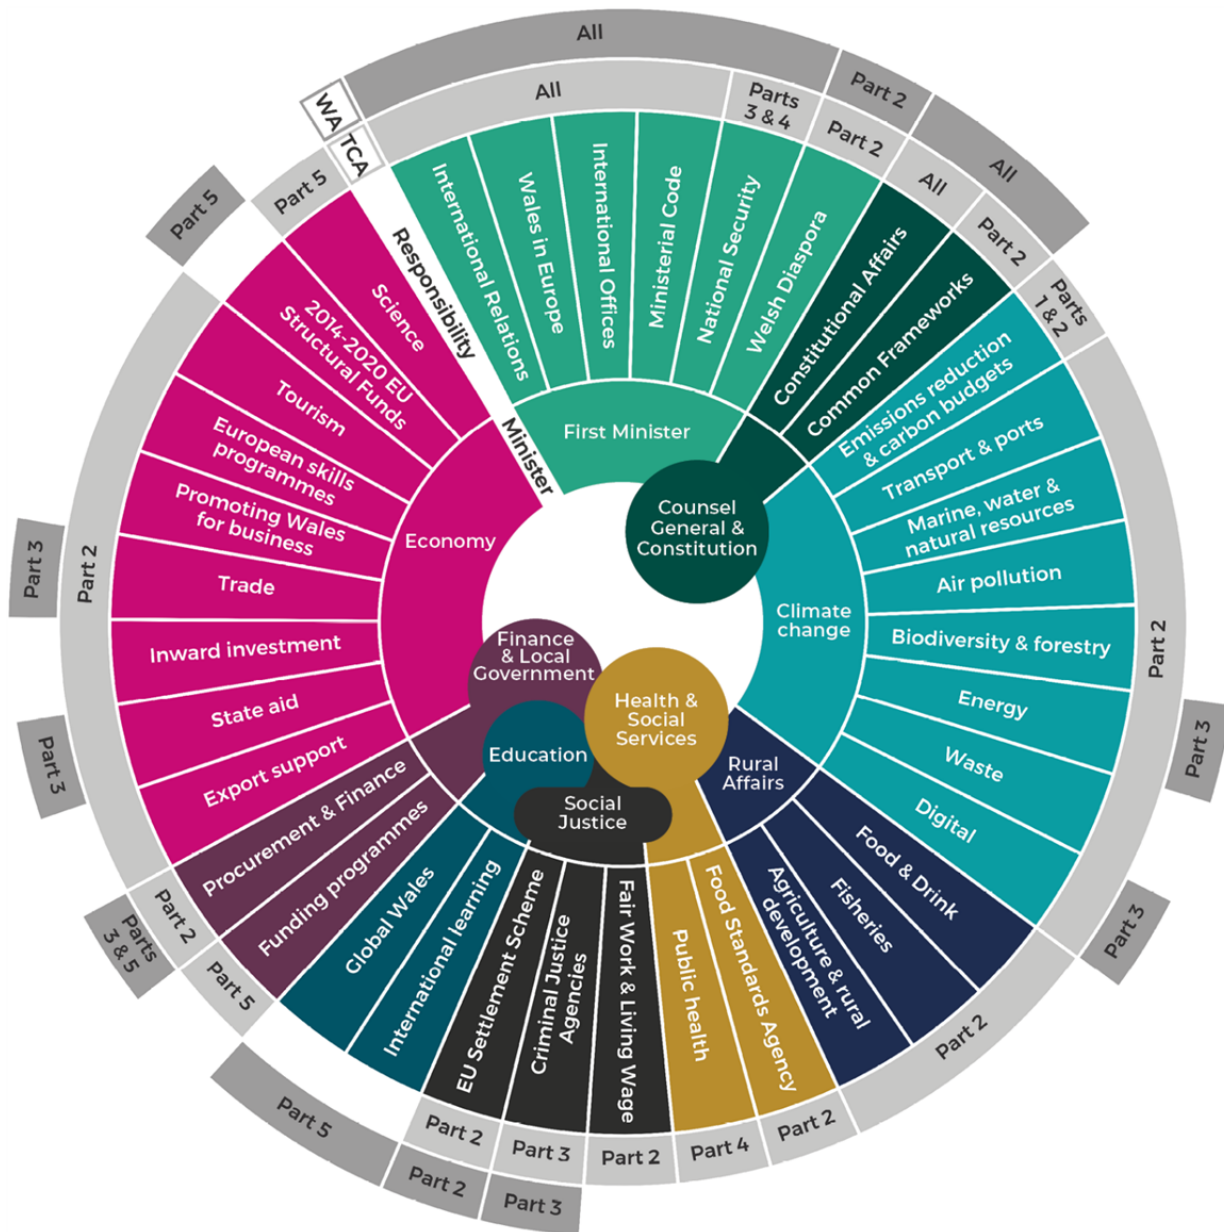 WA
TCA
Responsibility
Minister
All
Part 2
All
All
Parts
3 & 4
Part 2
All
Part 2
Parts
1 & 2
Part 2
Part 3
Part 3
Part 2
Part 2
Part 4
Part 2
Part 3
Part 2
Part 3
Part 2
Part 5
Part 5
Part 2
Parts
3 & 5
Part 3
Part 3
Part 2
Part 5
Part 5
First Minister
International
Relations
Wales in Europe
International
Offices
Ministerial Code
National Security
Welsh Diaspora
Counsel
General &
Constitution
Constitutional Affairs
Common Frameworks
Climate
change
Emissions reduction
& carbon budgets
Transport & ports
Marine, water &
natural resources
Air pollution
Biodiversity & forestry
Energy
Waste
Digital
Rural
Affairs
Food & Drink
Fisheries
Agriculture & rural
development
Health &
Social
Services
Food Standards Agency
Public health
Social
Justice
Fair Work & Living Wage
Criminal Justice
Agencies
EU Settlement Scheme
Education
International learning
Global Wales
Finance
& Local
Government
Funding programmes
Procurement & Finance
Economy
Export support
State aid
Inward investment
Trade
Promoting Wales
for business
European skills
programmes
Tourism
2014-2020 EU
Structural Funds
Science